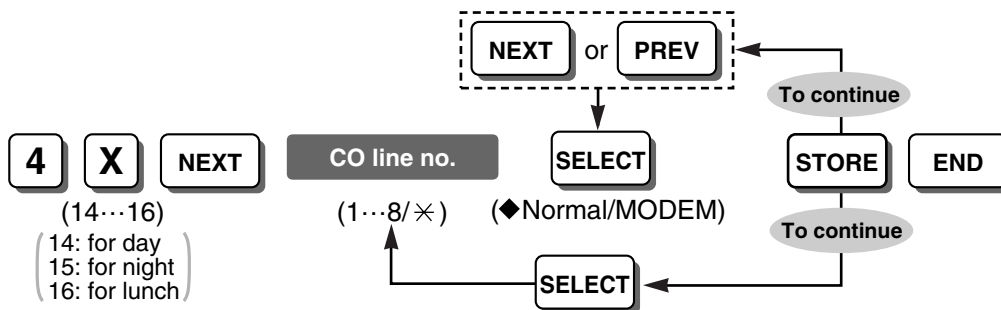 NEXT or PREV
To continue
4 X NEXT CO line no. SELECT STORE END
(14···16) (1···8/✳) (◆Normal/MODEM)
To continue
14: for day
15: for night
16: for lunch
SELECT